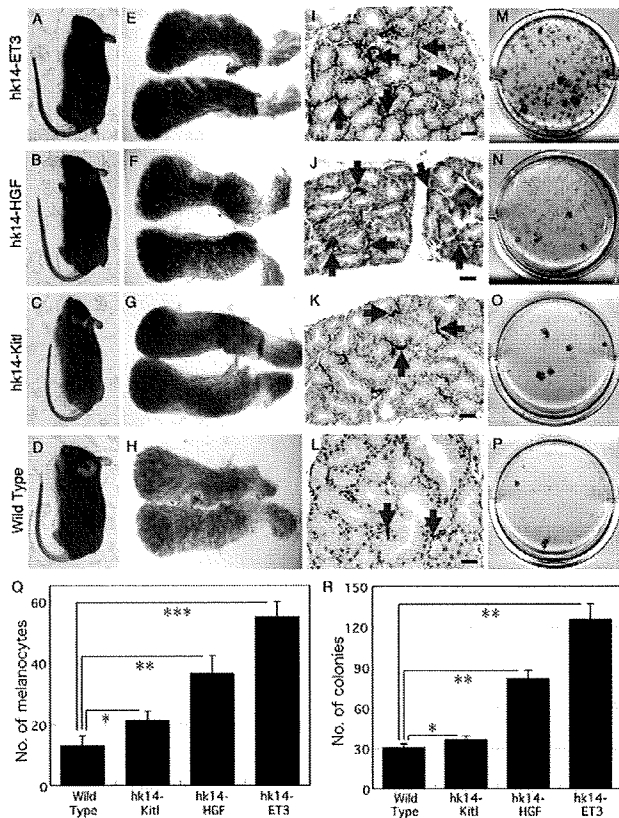 A E I M
hk14-ET3
B F J N
hk14-HGF
C G K O
hk14-Kitl
D H L P
Wild Type
Q
No. of melanocytes
60
40
20
0
***
**
*
Wild Type
hk14-Kitl
hk14-HGF
hk14-ET3
R
No. of colonies
150
120
90
60
30
0
**
**
*
Wild Type
hk14-Kitl
hk14-HGF
hk14-ET3